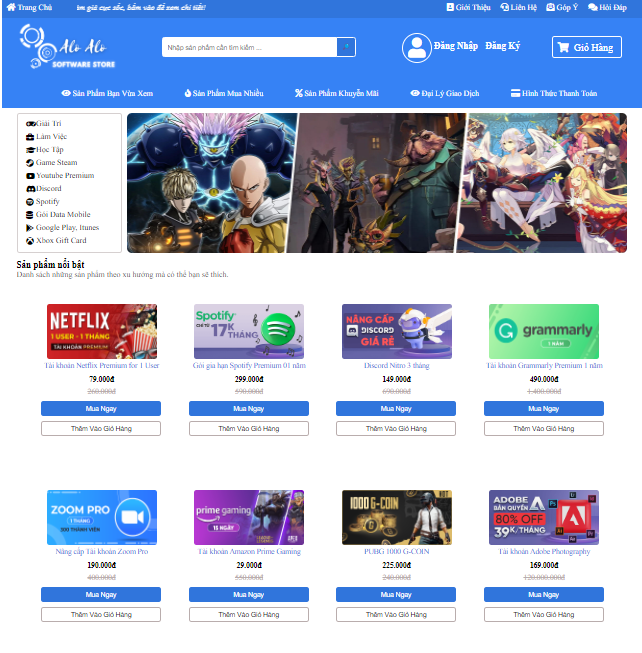 Trang Chủ
ìm giá cực sốc, bấm vào để xem chi tiết!
Giới Thiệu
Liên Hệ
Góp Ý
Hỏi Đáp
Alo Alo
SOFTWARE STORE
Nhập sản phẩm cần tìm kiếm ....
Đăng Nhập
Đăng Ký
Giỏ Hàng
Sản Phẩm Bạn Vừa Xem
Sản Phẩm Mua Nhiều
Sản Phẩm Khuyến Mãi
Đại Lý Giao Dịch
Hình Thức Thanh Toán
Giải Trí
Làm Việc
Học Tập
Game Steam
Youtube Premium
Discord
Spotify
Gói Data Mobile
Google Play, Itunes
Xbox Gift Card
Sản phẩm nổi bật
Danh sách những sản phẩm theo xu hướng mà có thể bạn sẽ thích.
NETFLIX
1 USER - 1 THÁNG
TÀI KHOẢN PREMIUM
Tài khoản Netflix Premium for 1 User
79.000đ
260.000đ
Mua Ngay
Thêm Vào Giỏ Hàng
Spotify
CHỈ TỪ 17K
THÁNG
Gói gia hạn Spotify Premium 01 năm
299.000đ
590.000đ
Mua Ngay
Thêm Vào Giỏ Hàng
NÂNG CẤP
DISCORD
GIÁ RẺ
Discord Nitro 3 tháng
149.000đ
690.000đ
Mua Ngay
Thêm Vào Giỏ Hàng
grammarly
1 NĂM
Tài khoản Grammarly Premium 1 năm
490.000đ
1.400.000đ
Mua Ngay
Thêm Vào Giỏ Hàng
ZOOM PRO
1 THÁNG
300 THÀNH VIÊN
Nâng cấp Tài khoản Zoom Pro
190.000đ
400.000đ
Mua Ngay
Thêm Vào Giỏ Hàng
prime gaming
15 NGÀY
Tài khoản Amazon Prime Gaming
29.000đ
550.000đ
Mua Ngay
Thêm Vào Giỏ Hàng
1000 G-COIN
PUBG 1000 G-COIN
225.000đ
240.000đ
Mua Ngay
Thêm Vào Giỏ Hàng
ADOBE
BẢN QUYỀN
80% OFF
39K/THÁNG
Tài khoản Adobe Photography
169.000đ
120.000.000đ
Mua Ngay
Thêm Vào Giỏ Hàng